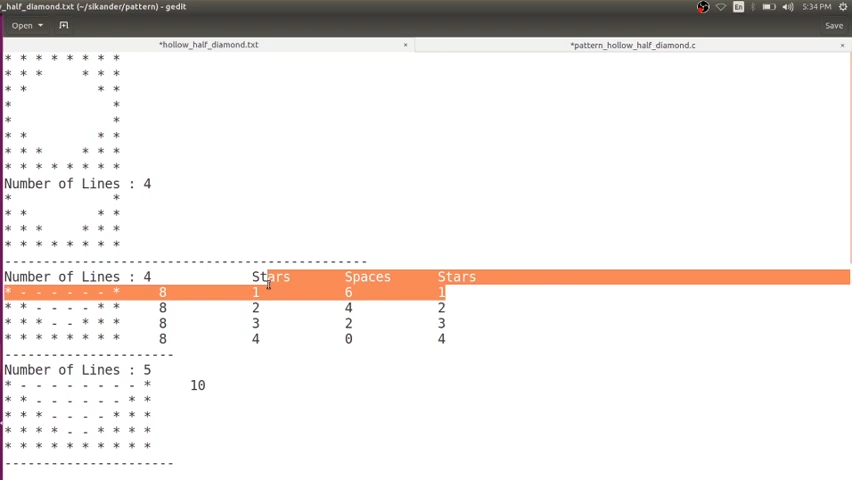 _half_diamond.txt (~/sikander/pattern) - gedit
En
5:34 PM
Open
Save
*hollow_half_diamond.txt ×
*pattern_hollow_half_diamond.c ×
* * * * * * * *
* * *     * * *
* *         * *
*             *
*             *
* *         * *
* * *     * * *
* * * * * * * *
Number of Lines : 4
*             *
* *         * *
* * *     * * *
* * * * * * * *
-----------------------------------------------
Number of Lines : 4 Stars Spaces Stars
* - - - - - - * 8 1 6 1
* * - - - - * * 8 2 4 2
* * * - - * * * 8 3 2 3
* * * * * * * * 8 4 0 4
----------------------
Number of Lines : 5
* - - - - - - - - * 10
* * - - - - - - * *
* * * - - - - * * *
* * * * - - * * * *
* * * * * * * * * *
----------------------